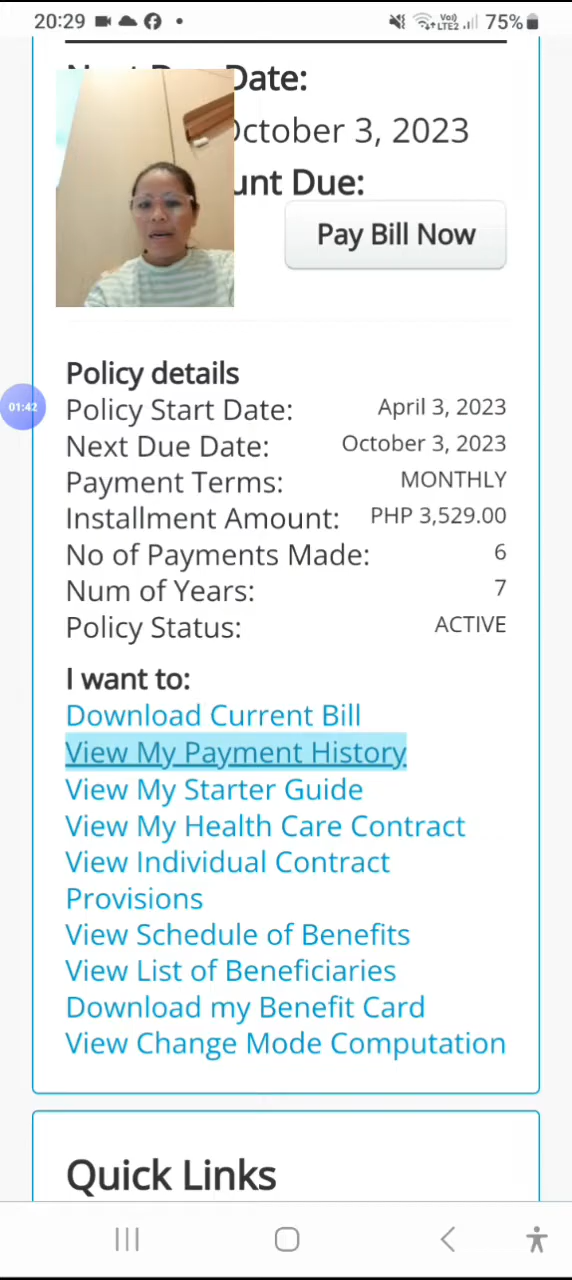 20:29 75%
Vo)) LTE2
Date:
October 3, 2023
unt Due:
Pay Bill Now
Policy details
01:42
Policy Start Date: April 3, 2023
Next Due Date: October 3, 2023
Payment Terms: MONTHLY
Installment Amount: PHP 3,529.00
No of Payments Made: 6
Num of Years: 7
Policy Status: ACTIVE
I want to:
Download Current Bill
View My Payment History
View My Starter Guide
View My Health Care Contract
View Individual Contract
Provisions
View Schedule of Benefits
View List of Beneficiaries
Download my Benefit Card
View Change Mode Computation
Quick Links